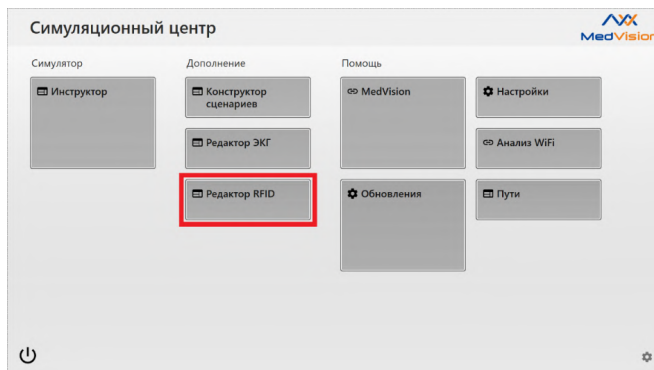 Симуляционный центр
MedVision
Симулятор
Дополнение
Помощь
Инструктор
Конструктор
сценариев
MedVision
Настройки
Редактор ЭКГ
Анализ WiFi
Редактор RFID
Обновления
Пути